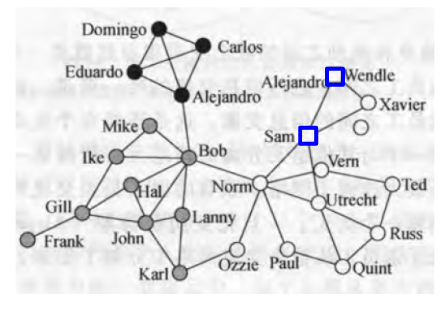 Domingo
Carlos
Eduardo
Alejandro
Alejandro
Wendle
Xavier
Mike
Sam
Ike
Bob
Vern
Hal
Norm
Ted
Gill
Lanny
Utrecht
Frank
John
Russ
Karl
Ozzie
Paul
Quint